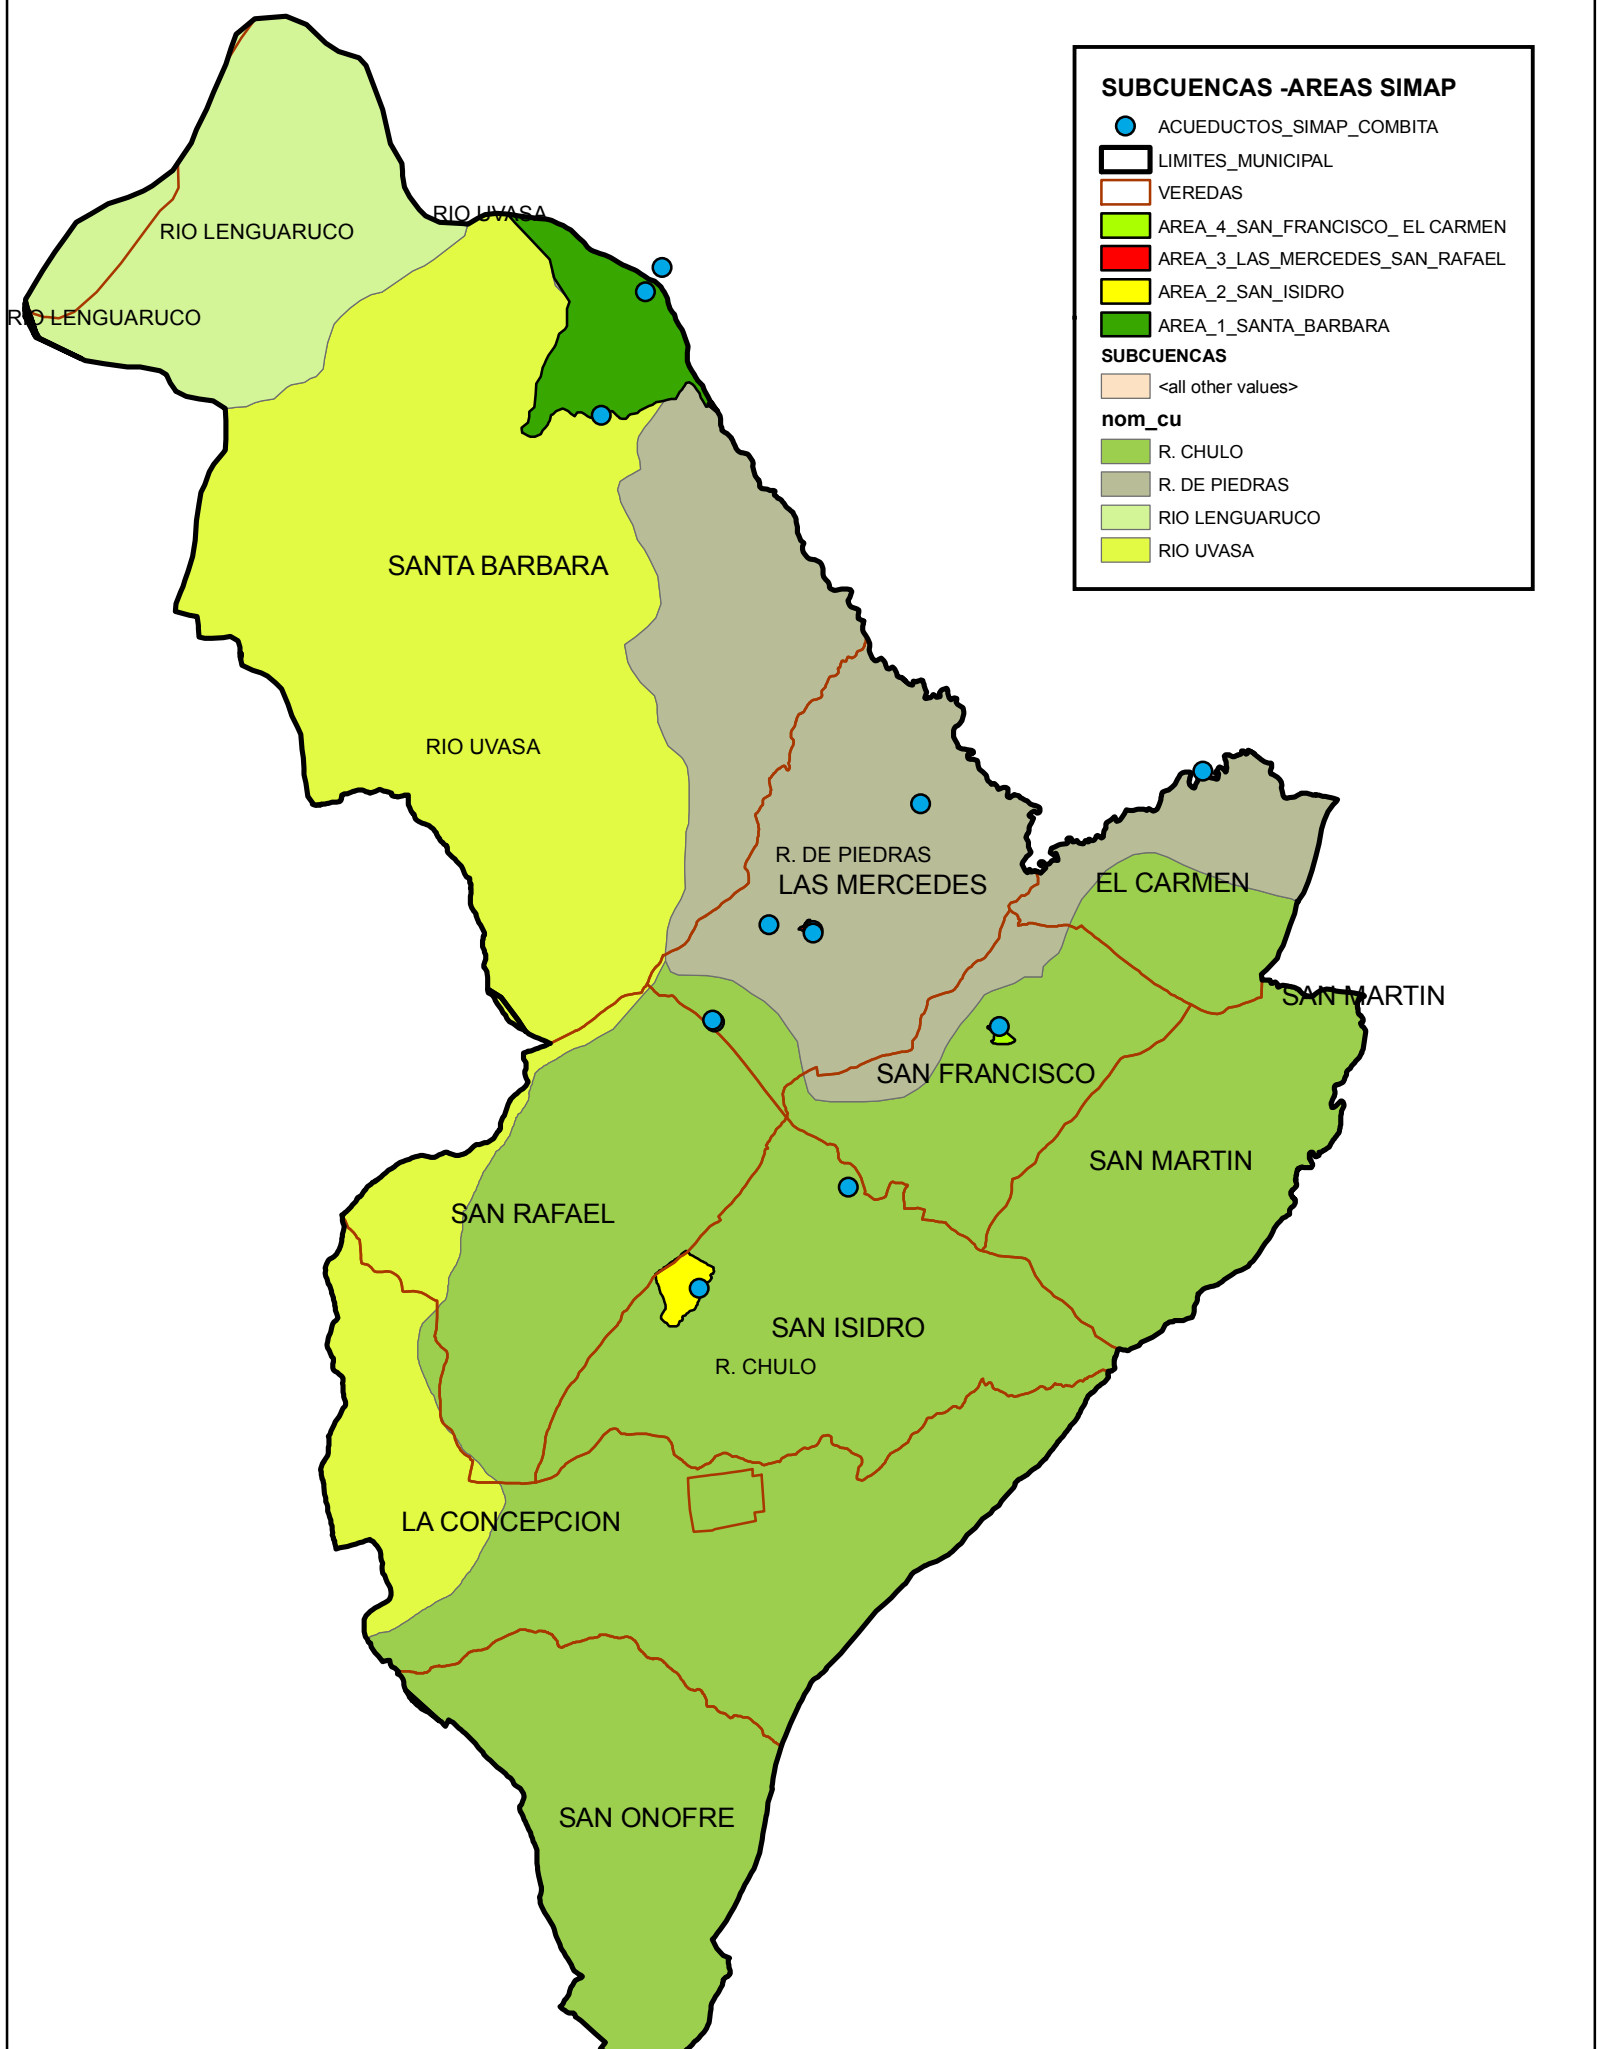 SUBCUENCAS -AREAS SIMAP
ACUEDUCTOS_SIMAP_COMBITA
LIMITES_MUNICIPAL
VEREDAS
AREA_4_SAN_FRANCISCO_ EL CARMEN
AREA_3_LAS_MERCEDES_SAN_RAFAEL
AREA_2_SAN_ISIDRO
AREA_1_SANTA_BARBARA
SUBCUENCAS
<all other values>
nom_cu
R. CHULO
R. DE PIEDRAS
RIO LENGUARUCO
RIO UVASA
RIO UVASA
RIO LENGUARUCO
RIO LENGUARUCO
SANTA BARBARA
RIO UVASA
R. DE PIEDRAS
LAS MERCEDES
EL CARMEN
SAN MARTIN
SAN FRANCISCO
SAN MARTIN
SAN RAFAEL
SAN ISIDRO
R. CHULO
LA CONCEPCION
SAN ONOFRE